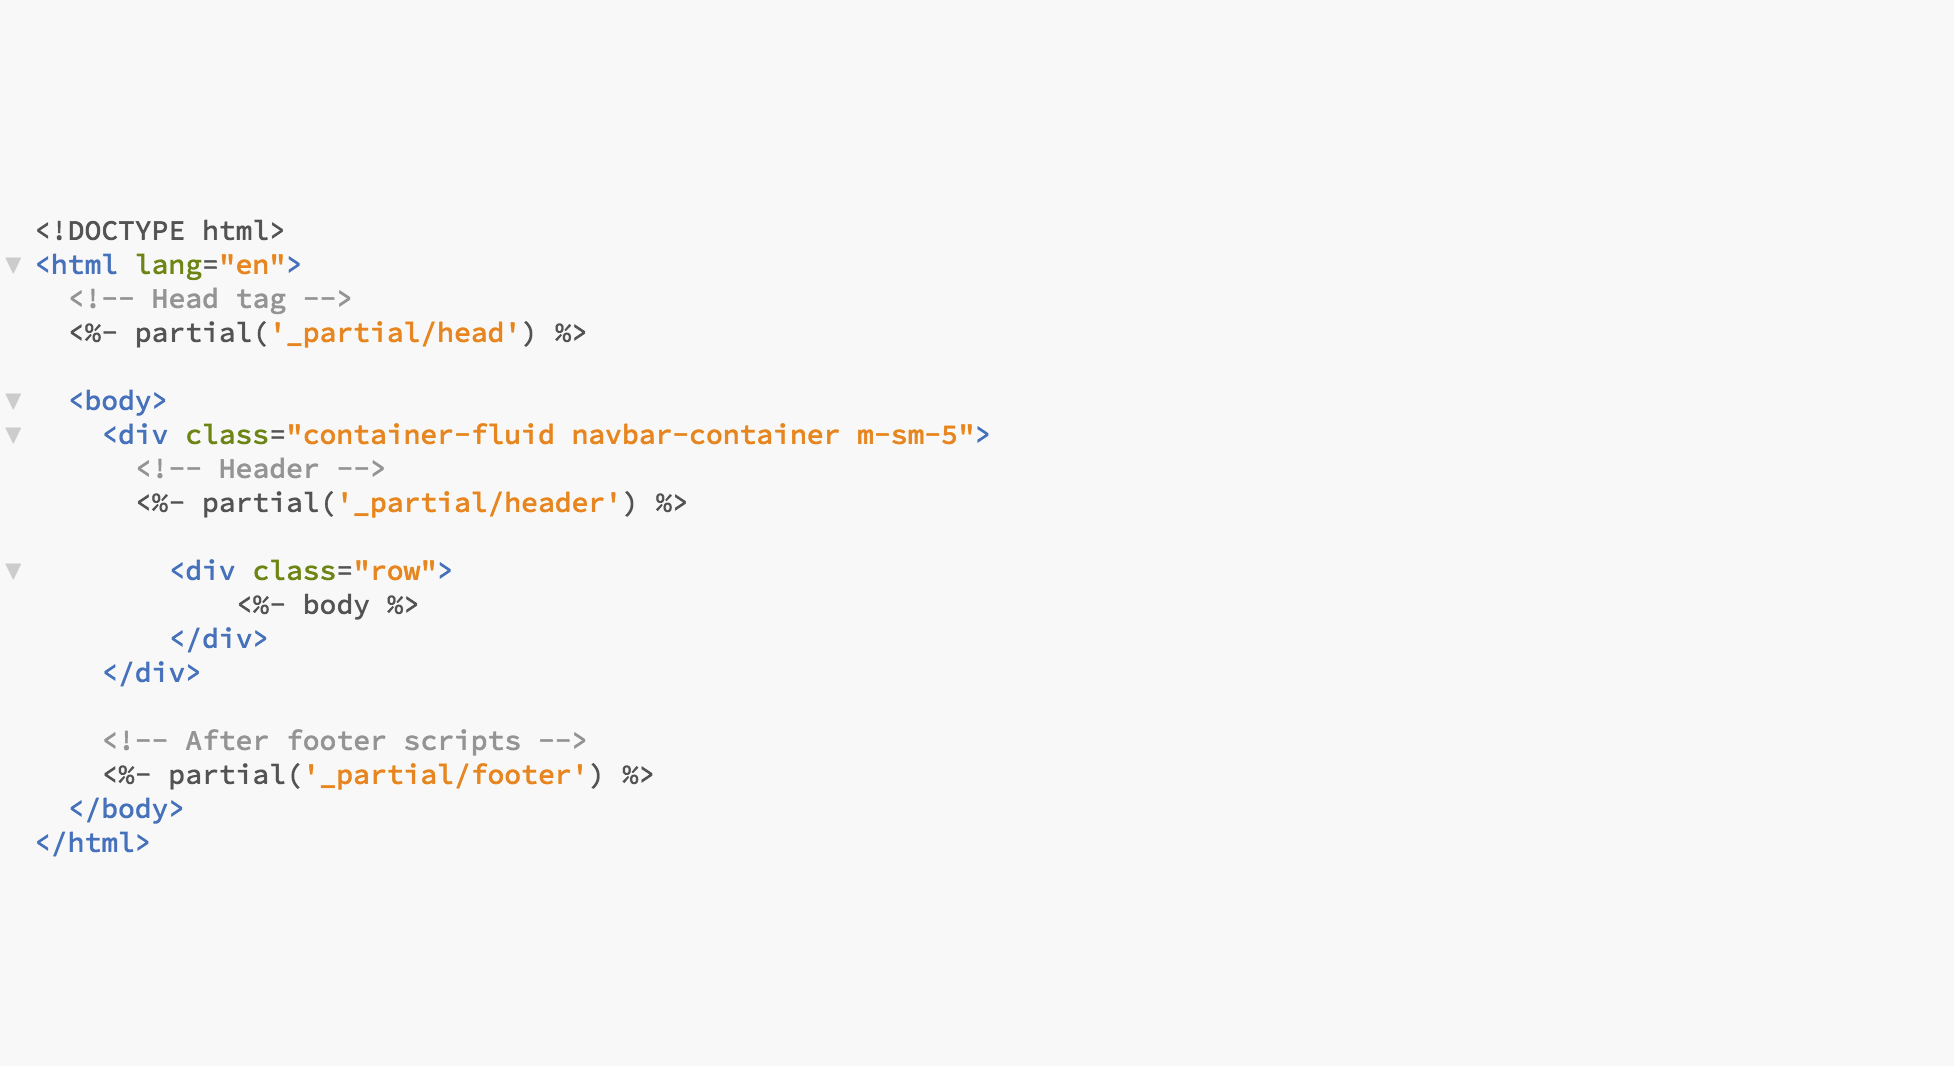 <!DOCTYPE html>
<html lang="en">
  <!-- Head tag -->
  <%- partial('_partial/head') %>

  <body>
    <div class="container-fluid navbar-container m-sm-5">
      <!-- Header -->
      <%- partial('_partial/header') %>

        <div class="row">
            <%- body %>
        </div>
    </div>

    <!-- After footer scripts -->
    <%- partial('_partial/footer') %>
  </body>
</html>